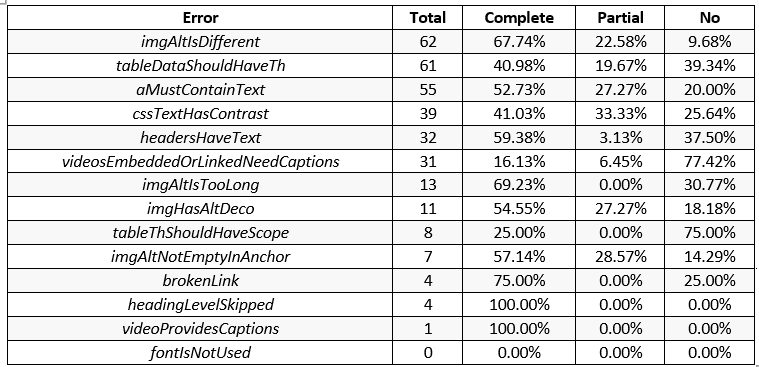 Error Total Complete Partial No
imgAltIsDifferent 62 67.74% 22.58% 9.68%
tableDataShouldHaveTh 61 40.98% 19.67% 39.34%
aMustContainText 55 52.73% 27.27% 20.00%
cssTextHasContrast 39 41.03% 33.33% 25.64%
headersHaveText 32 59.38% 3.13% 37.50%
videosEmbeddedOrLinkedNeedCaptions 31 16.13% 6.45% 77.42%
imgAltIsTooLong 13 69.23% 0.00% 30.77%
imgHasAltDeco 11 54.55% 27.27% 18.18%
tableThShouldHaveScope 8 25.00% 0.00% 75.00%
imgAltNotEmptyInAnchor 7 57.14% 28.57% 14.29%
brokenLink 4 75.00% 0.00% 25.00%
headingLevelSkipped 4 100.00% 0.00% 0.00%
videoProvidesCaptions 1 100.00% 0.00% 0.00%
fontIsNotUsed 0 0.00% 0.00% 0.00%